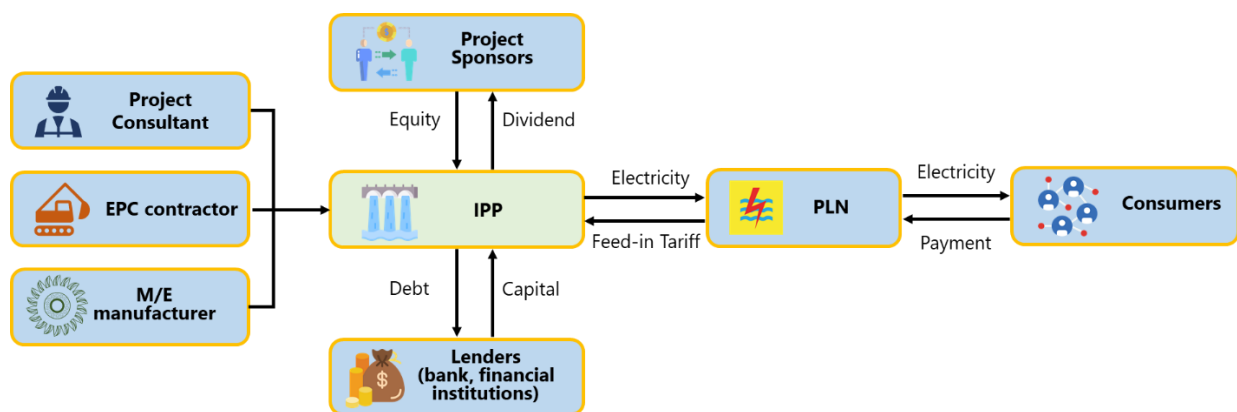 Project
Sponsors
Project
Consultant
Equity
Dividend
EPC contractor
IPP
Electricity
Feed-in Tariff
PLN
Electricity
Payment
Consumers
M/E
manufacturer
Debt
Capital
Lenders
(bank, financial
institutions)